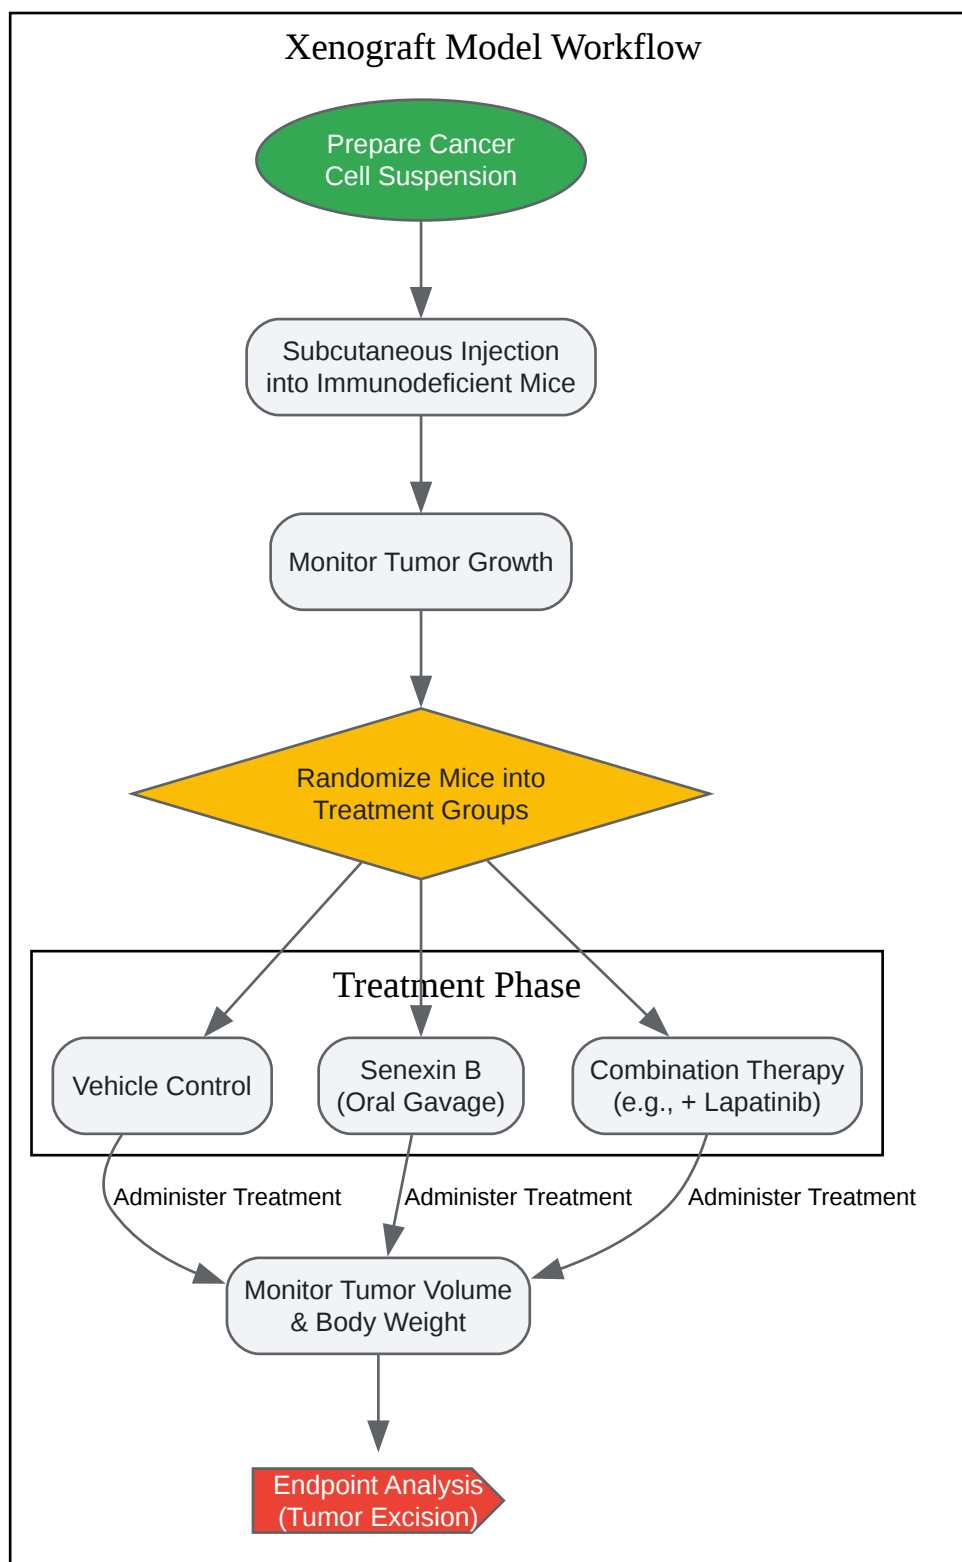 Xenograft Model Workflow
Prepare Cancer
Cell Suspension
Subcutaneous Injection
into Immunodeficient Mice
Monitor Tumor Growth
Randomize Mice into
Treatment Groups
Treatment Phase
Vehicle Control
Senexin B
(Oral Gavage)
Combination Therapy
(e.g., + Lapatinib)
Administer Treatment
Administer Treatment
Administer Treatment
Monitor Tumor Volume
& Body Weight
Endpoint Analysis
(Tumor Excision)